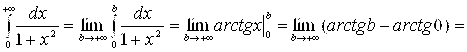 ∫₀^{+∞} dx/(1+x²) = lim_{b→+∞} ∫₀^b dx/(1+x²) = lim_{b→+∞} arctgx|₀^b = lim_{b→+∞} (arctgb − arctg0) =